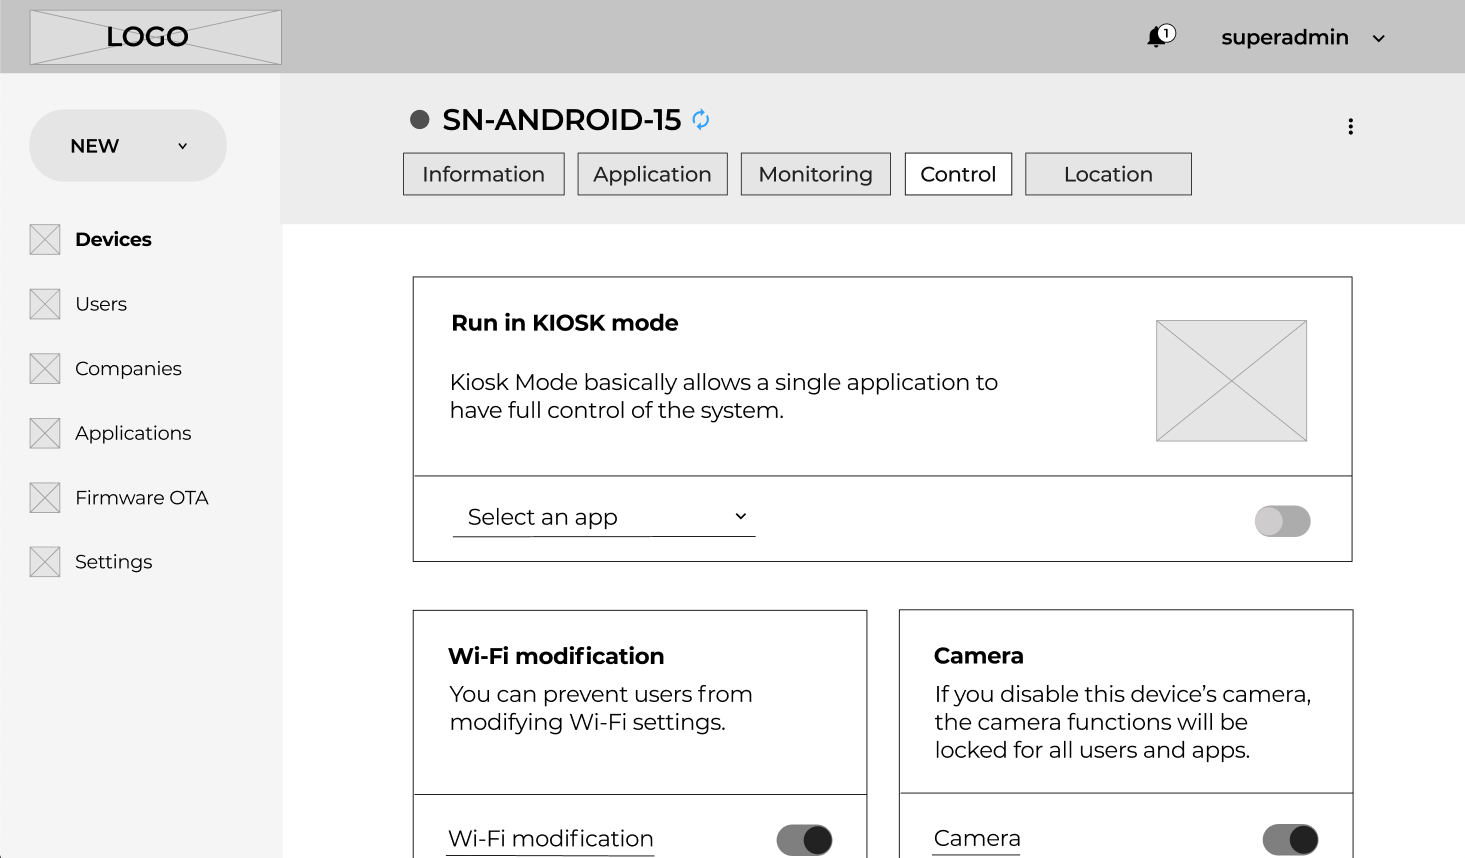 LOGO
1
superadmin
NEW
Devices
Users
Companies
Applications
Firmware OTA
Settings
SN-ANDROID-15
Information
Application
Monitoring
Control
Location
Run in KIOSK mode
Kiosk Mode basically allows a single application to
have full control of the system.
Select an app
Wi-Fi modification
You can prevent users from
modifying Wi-Fi settings.
Wi-Fi modification
Camera
If you disable this device’s camera,
the camera functions will be
locked for all users and apps.
Camera